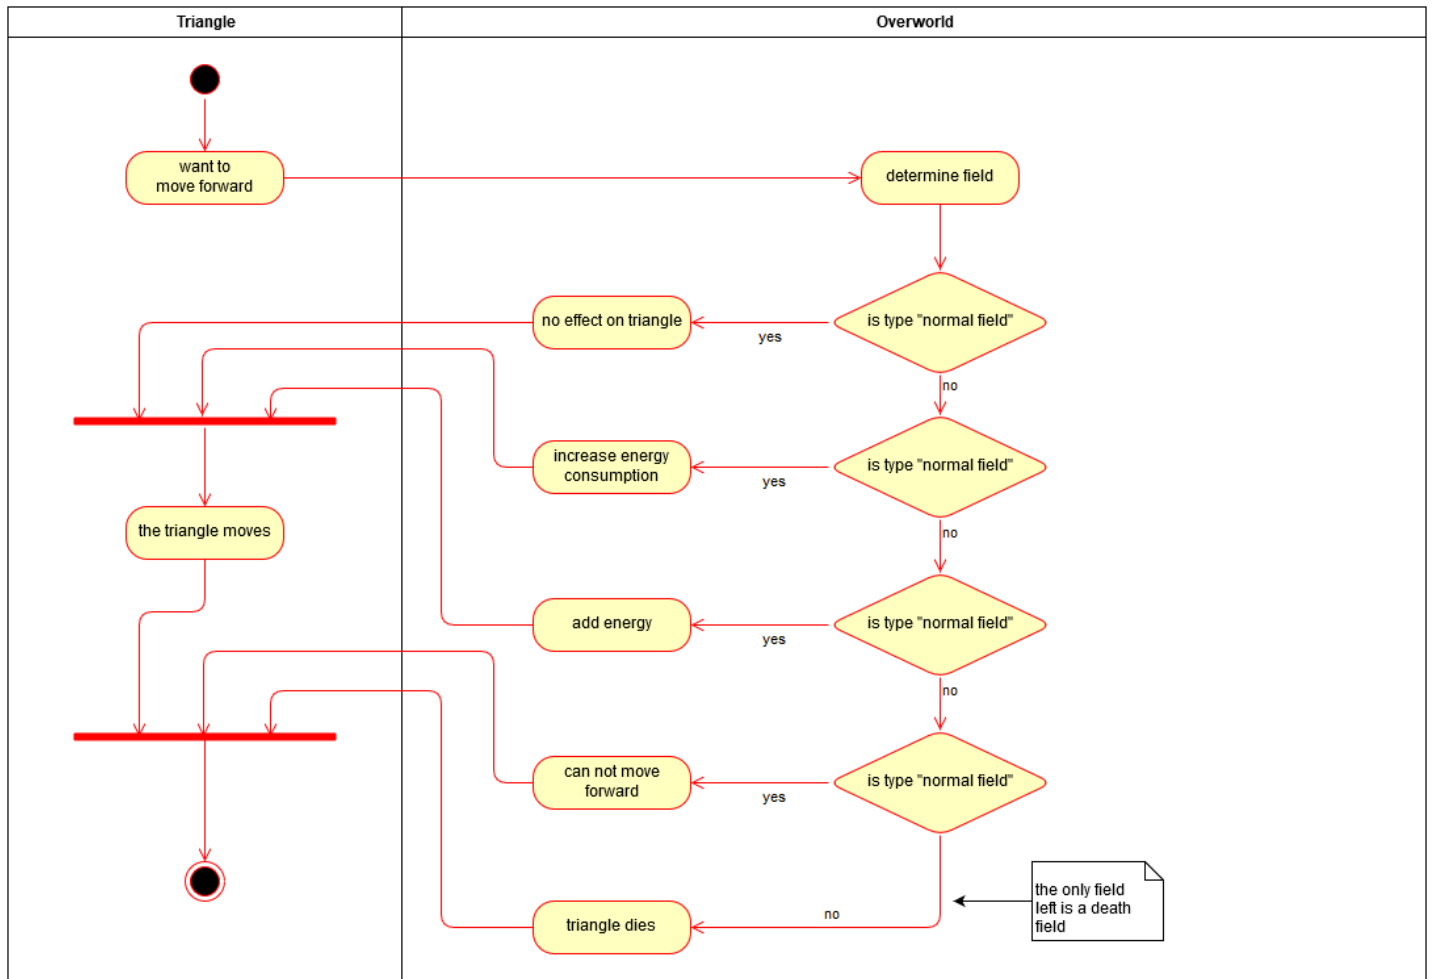 Triangle
Overworld
want to
move forward
determine field
no effect on triangle
yes
is type "normal field"
no
increase energy
consumption
yes
is type "normal field"
no
the triangle moves
add energy
yes
is type "normal field"
no
can not move
forward
yes
is type "normal field"
the only field
left is a death
field
no
triangle dies